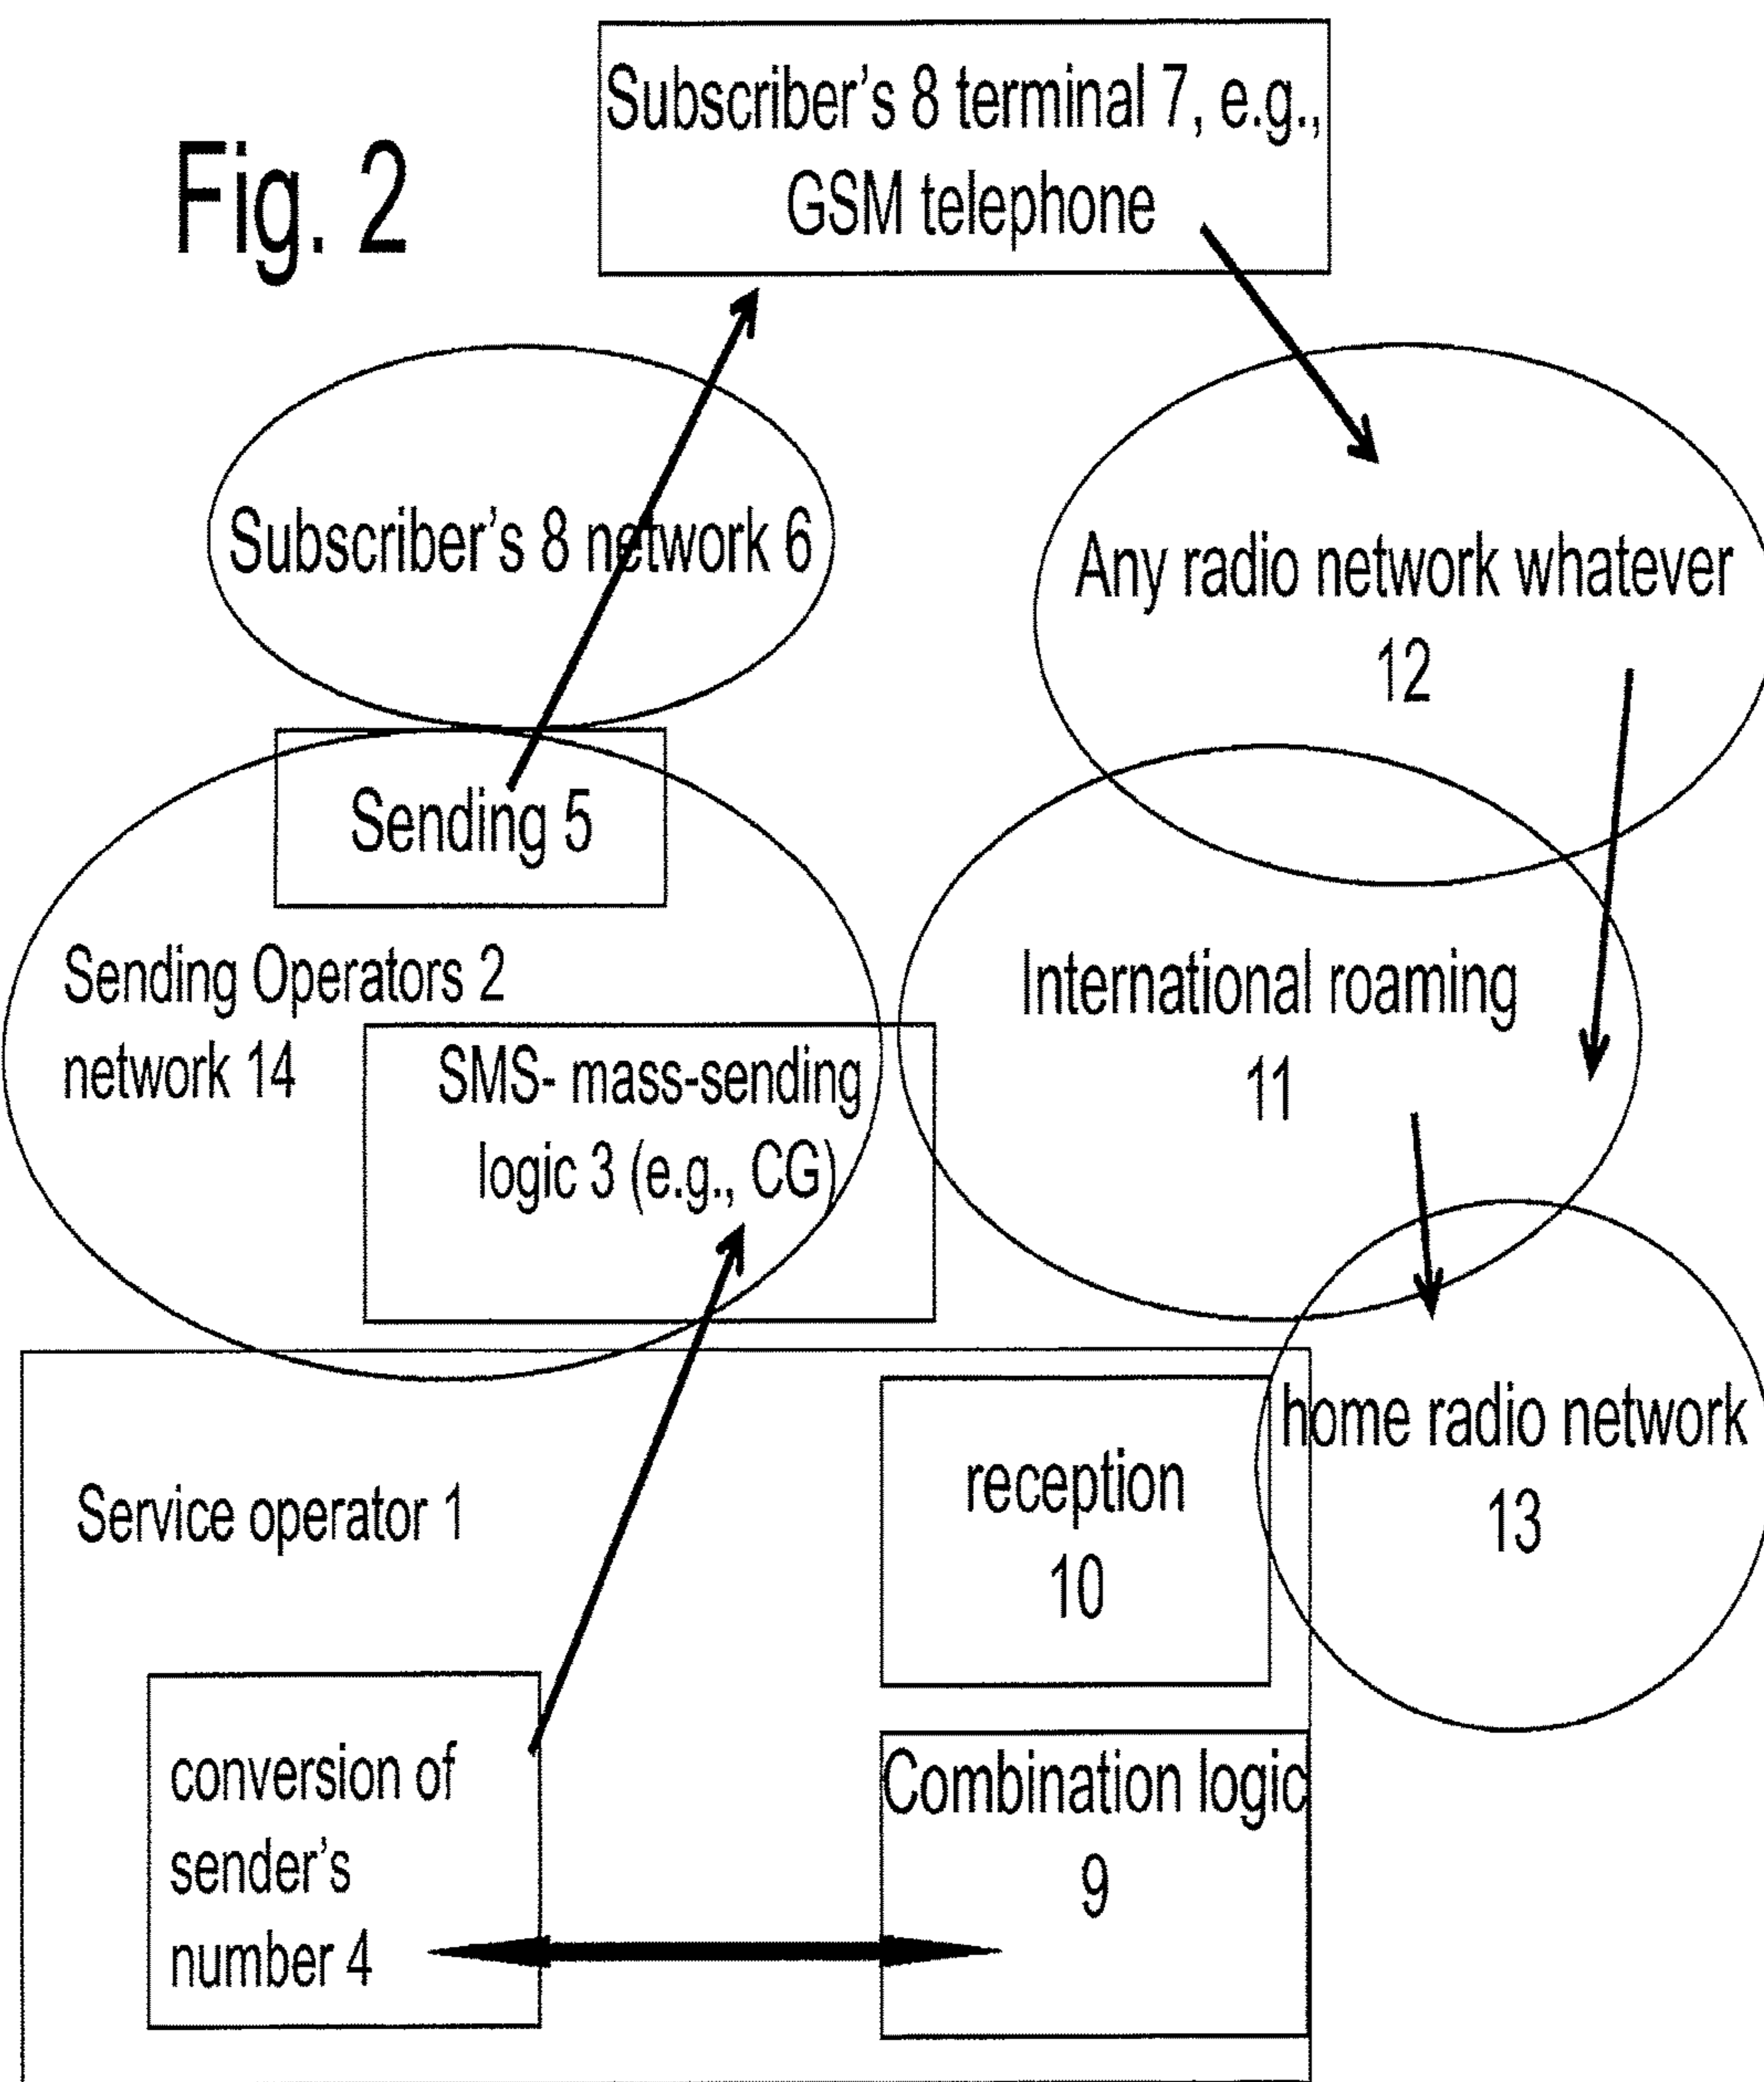 Fig. 2
Subscriber's 8 terminal 7, e.g.,
GSM telephone
Subscriber's 8 network 6
Any radio network whatever
12
Sending 5
Sending Operators 2
network 14
SMS- mass-sending
logic 3 (e.g., CG)
International roaming
11
home radio network
13
Service operator 1
reception
10
conversion of
sender's
number 4
Combination logic
9